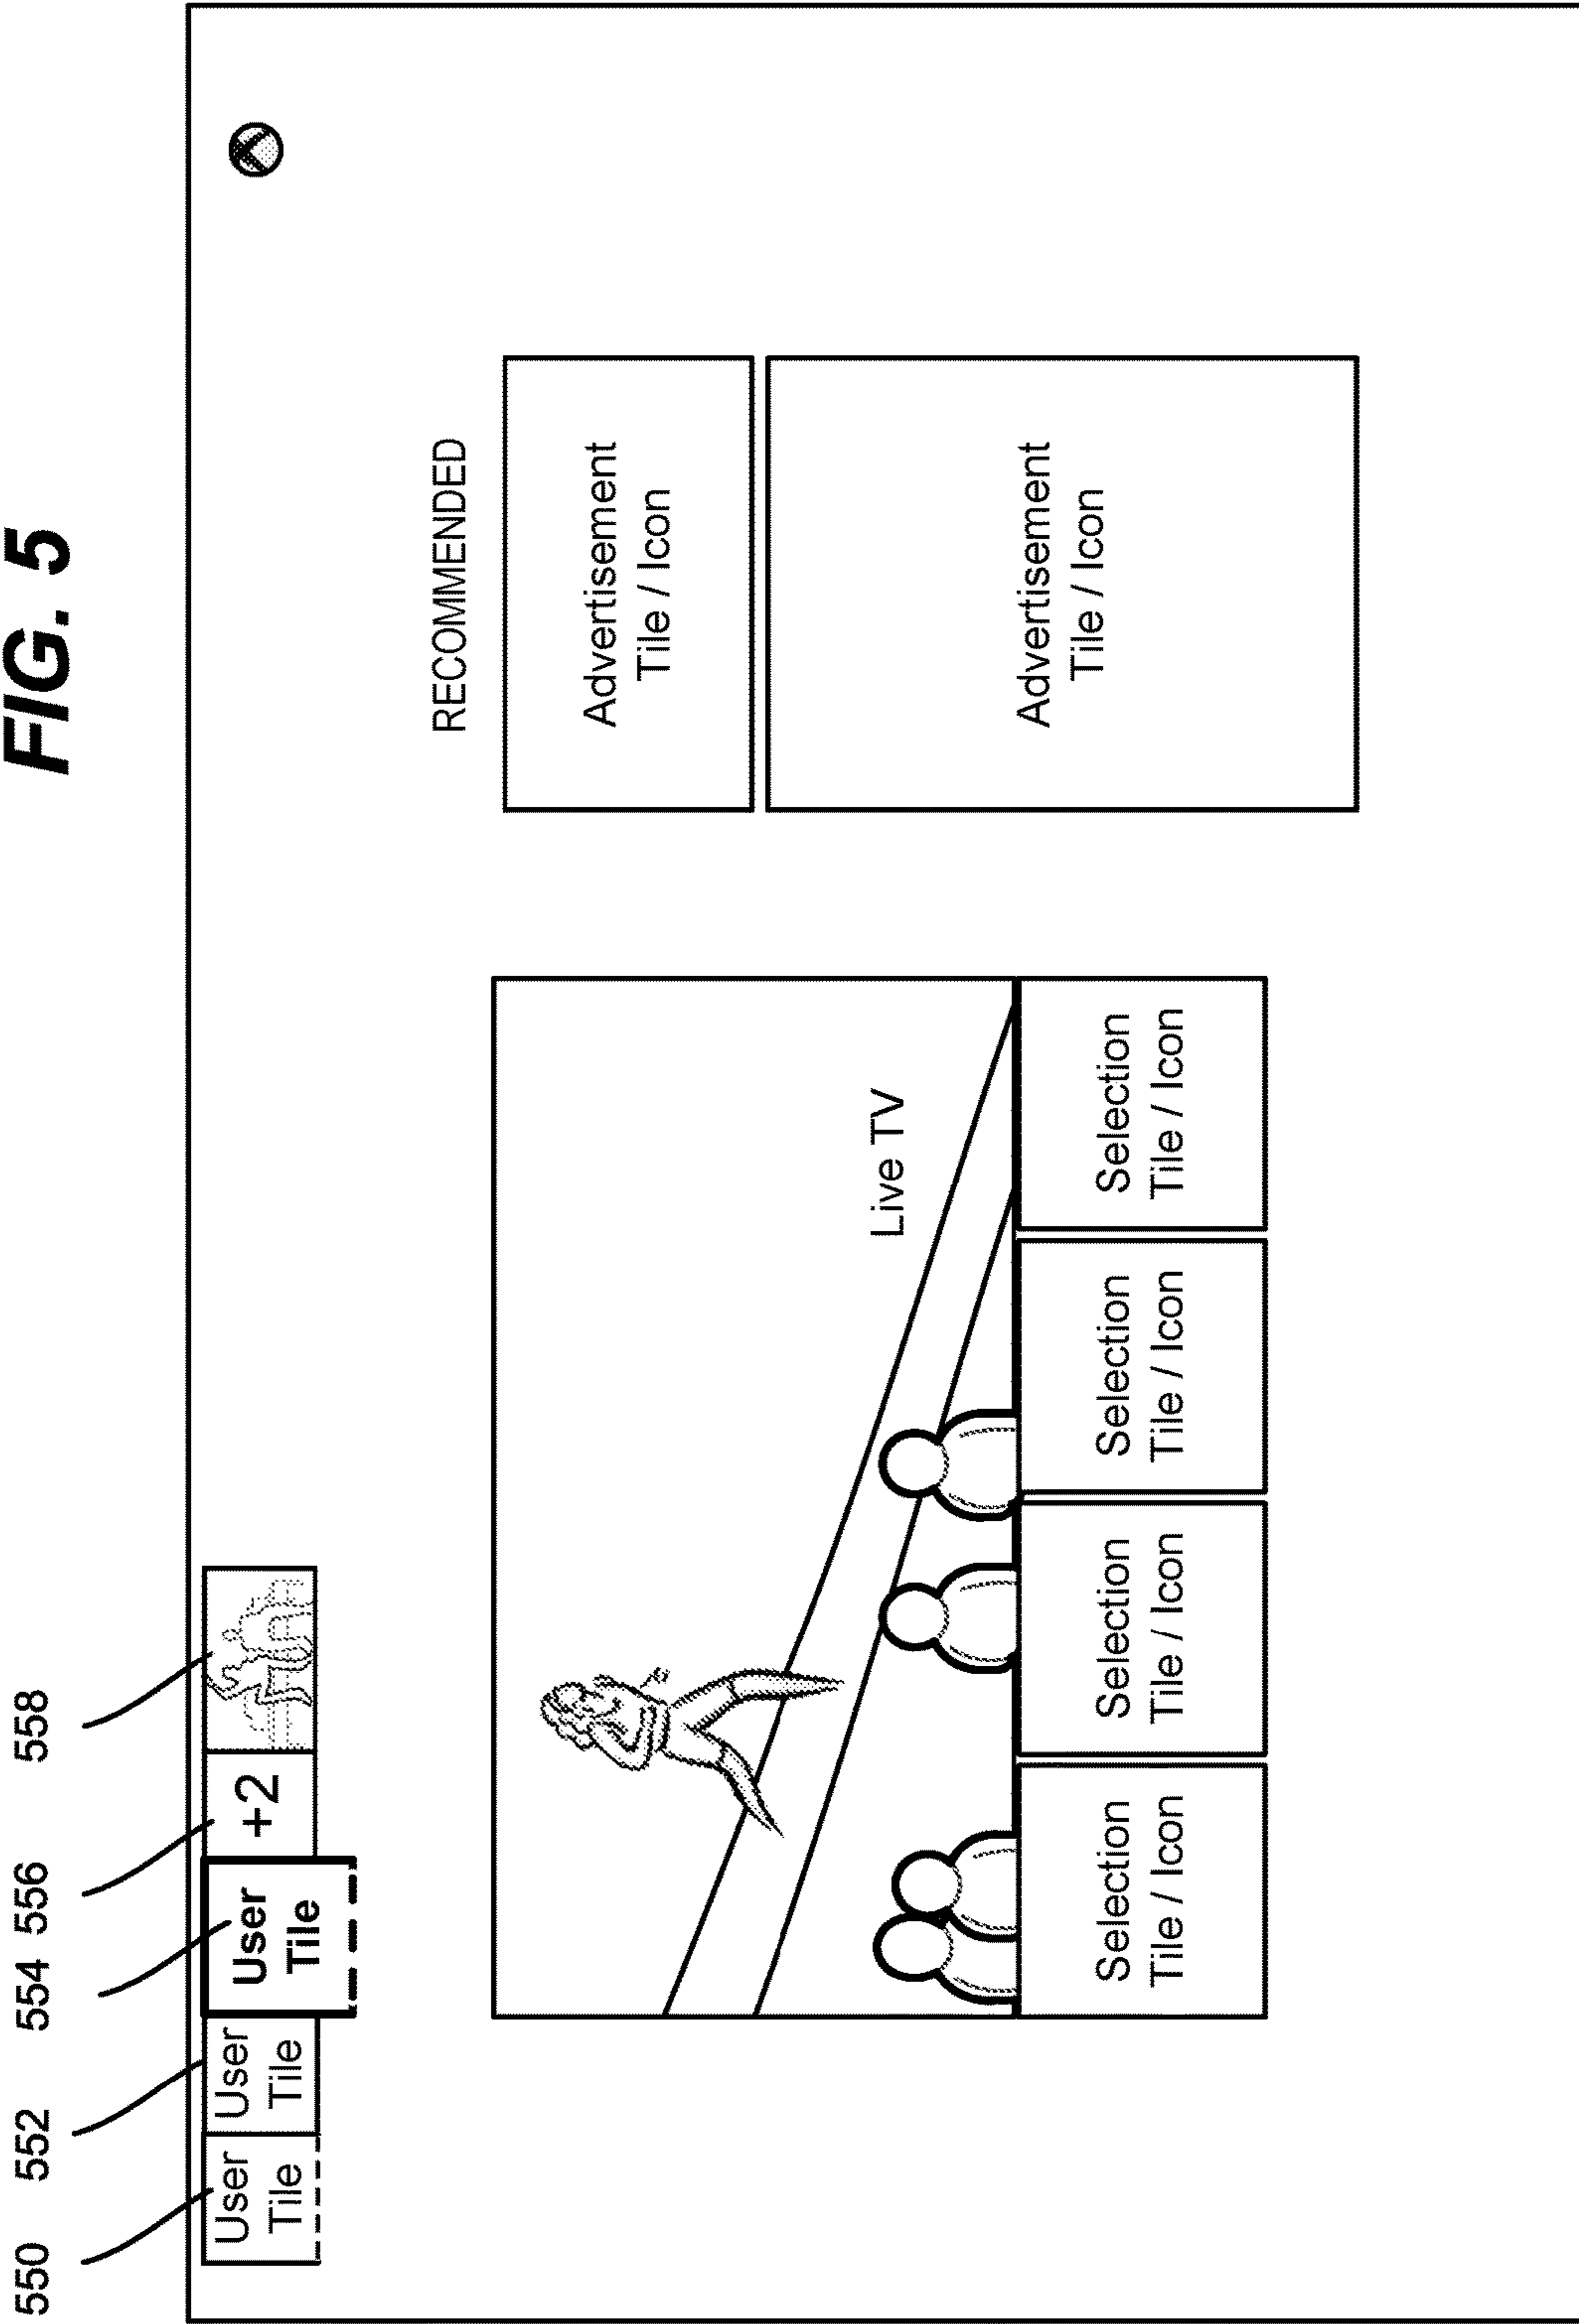 FIG. 5
550
552
554
556
558
User
Tile
User
Tile
User
Tile
+2
RECOMMENDED
Advertisement
Tile / Icon
Advertisement
Tile / Icon
Live TV
Selection
Tile / Icon
Selection
Tile / Icon
Selection
Tile / Icon
Selection
Tile / Icon